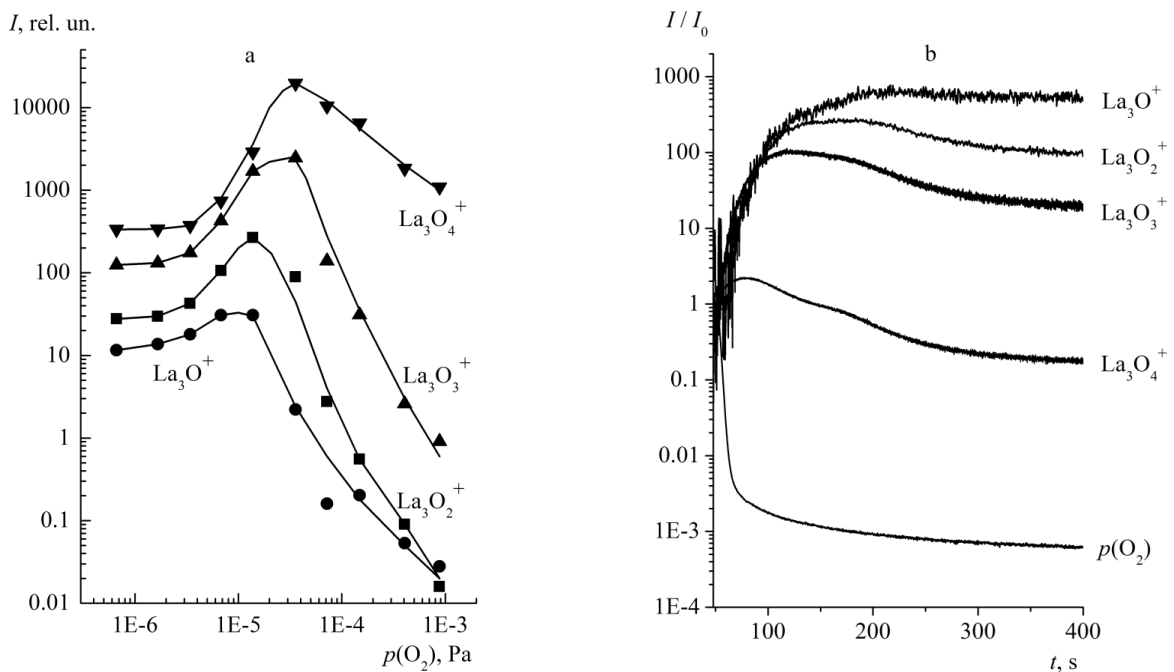 I, rel. un.
a
10000
1000
100
10
1
0.1
0.01
1E-6
1E-5
1E-4
1E-3
p(O₂), Pa
La₃O₄⁺
La₃O⁺
La₃O₃⁺
La₃O₂⁺
I / I₀
b
1000
100
10
1
0.1
0.01
1E-3
1E-4
100
200
300
400
t, s
La₃O⁺
La₃O₂⁺
La₃O₃⁺
La₃O₄⁺
p(O₂)